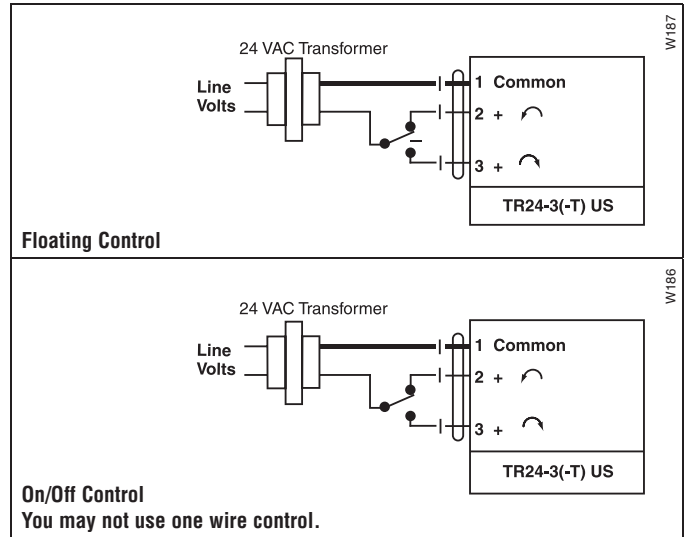 W187
24 VAC Transformer
Line
Volts
1 Common
2 +
3 +
TR24-3(-T) US
Floating Control
W186
24 VAC Transformer
Line
Volts
1 Common
2 +
3 +
TR24-3(-T) US
On/Off Control
You may not use one wire control.